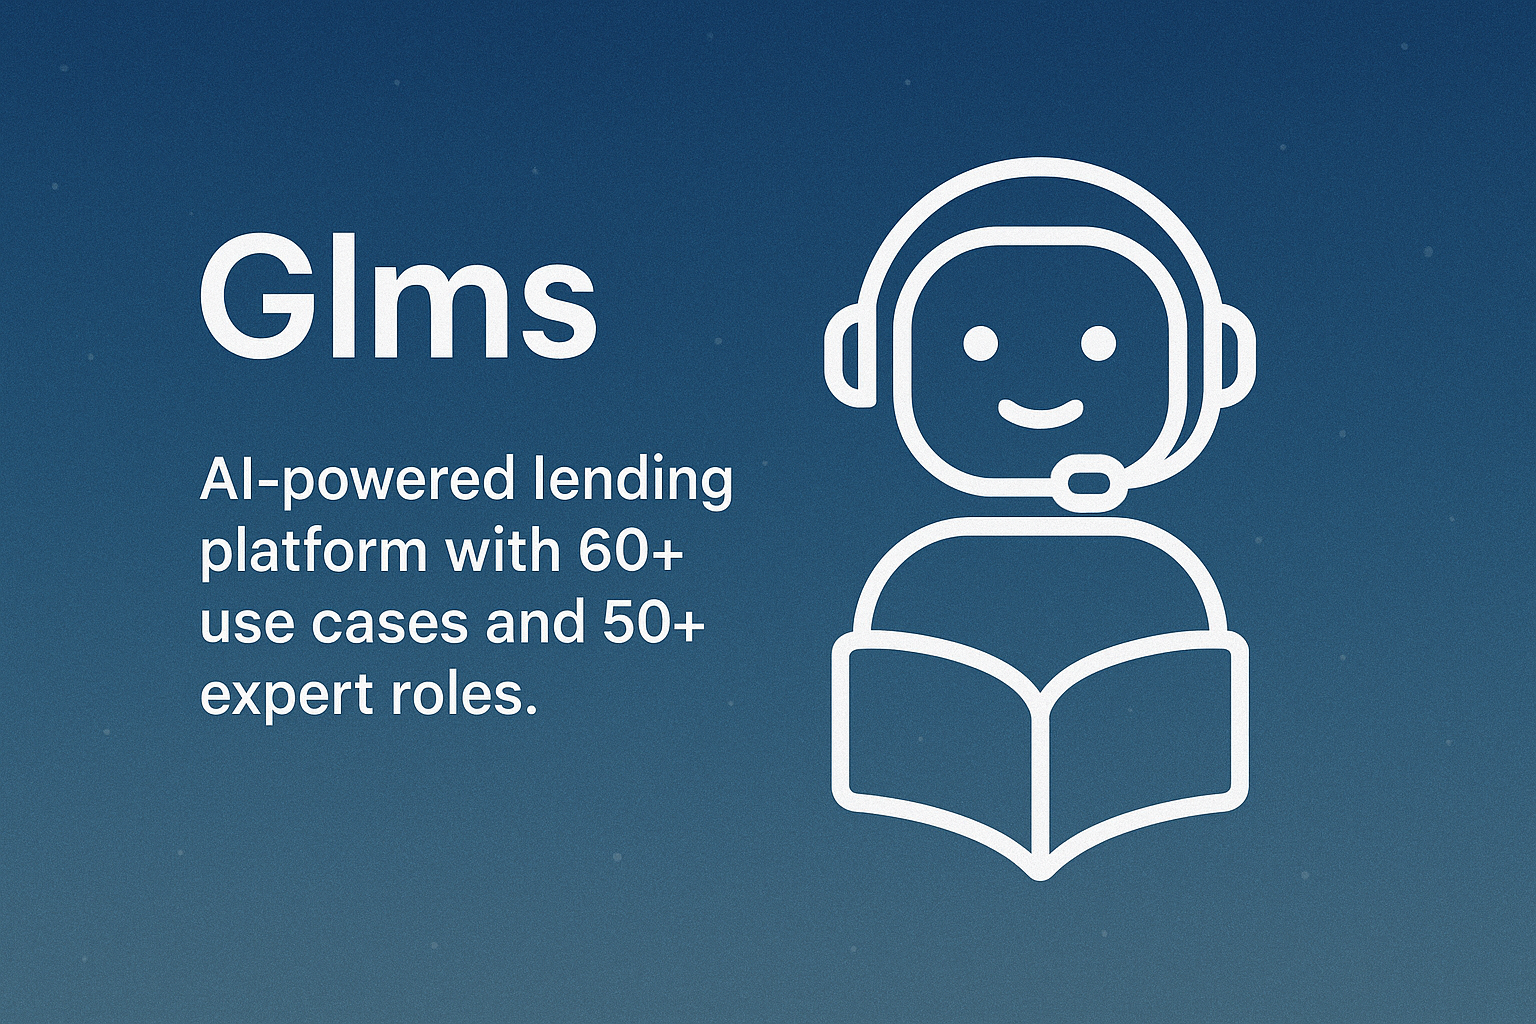 Glms
AI-powered lending
platform with 60+
use cases and 50+
expert roles.